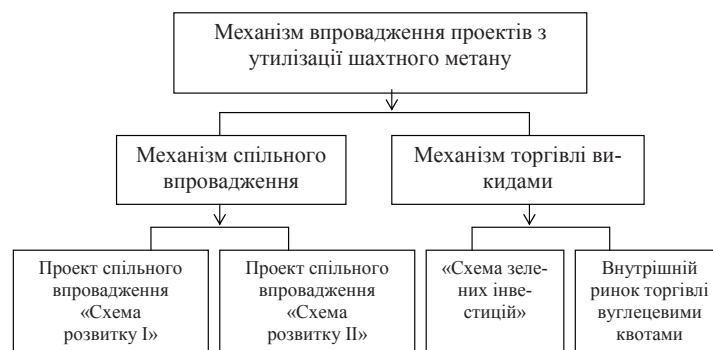 Механізм впровадження проектів з
утилізації шахтного метану
Механізм спільного
впровадження
Механізм торгівлі ви-
кидами
Проект спільного
впровадження
«Схема
розвитку І»
Проект спільного
впровадження
«Схема
розвитку ІІ»
«Схема зеле-
них інве-
стицій»
Внутрішній
ринок торгівлі
вуглецевими
квотами